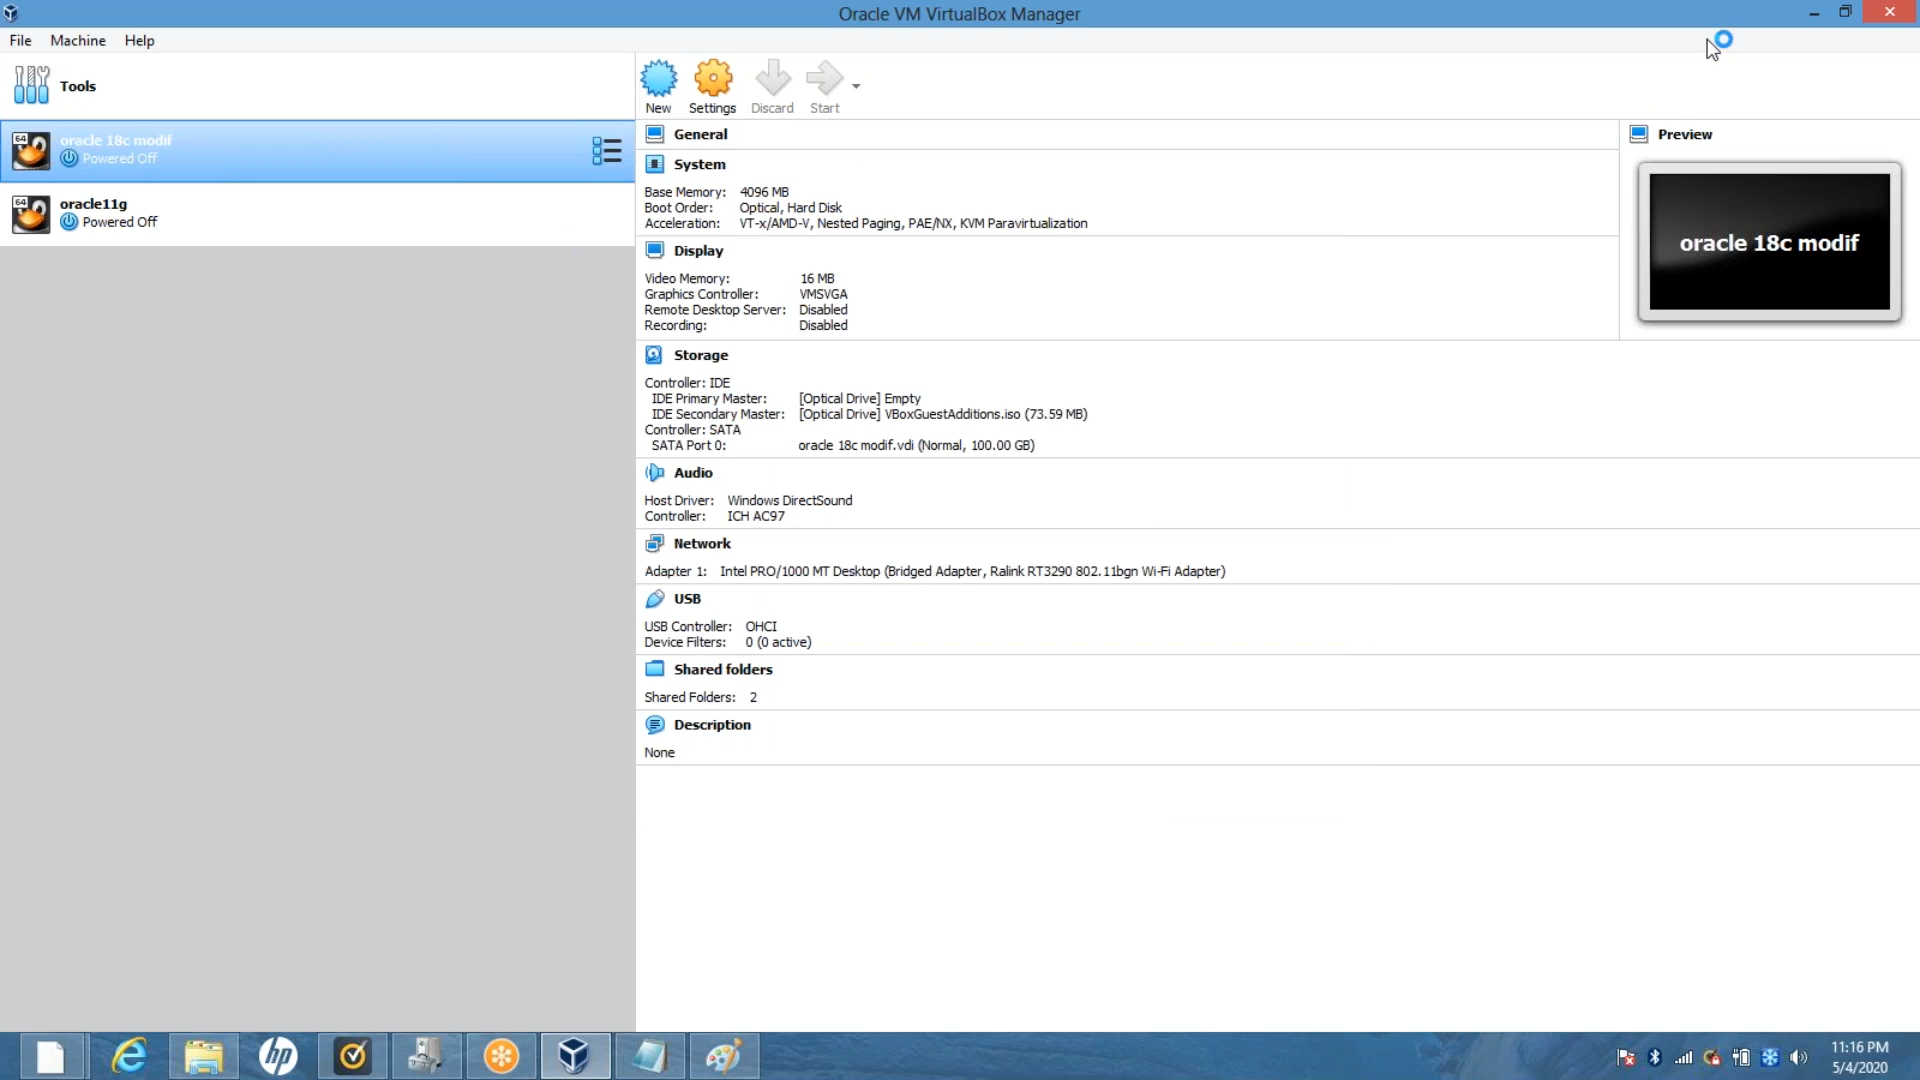 Oracle VM VirtualBox Manager
File Machine Help
Tools
New Settings Discard Start
64 oracle 18c modif
Powered Off
64 oracle11g
Powered Off
General
System
Base Memory: 4096 MB
Boot Order: Optical, Hard Disk
Acceleration: VT-x/AMD-V, Nested Paging, PAE/NX, KVM Paravirtualization
Display
Video Memory: 16 MB
Graphics Controller: VMSVGA
Remote Desktop Server: Disabled
Recording: Disabled
Preview
oracle 18c modif
Storage
Controller: IDE
IDE Primary Master: [Optical Drive] Empty
IDE Secondary Master: [Optical Drive] VBoxGuestAdditions.iso (73.59 MB)
Controller: SATA
SATA Port 0: oracle 18c modif.vdi (Normal, 100.00 GB)
Audio
Host Driver: Windows DirectSound
Controller: ICH AC97
Network
Adapter 1: Intel PRO/1000 MT Desktop (Bridged Adapter, Ralink RT3290 802.11bgn Wi-Fi Adapter)
USB
USB Controller: OHCI
Device Filters: 0 (0 active)
Shared folders
Shared Folders: 2
Description
None
hp
11:16 PM
5/4/2020